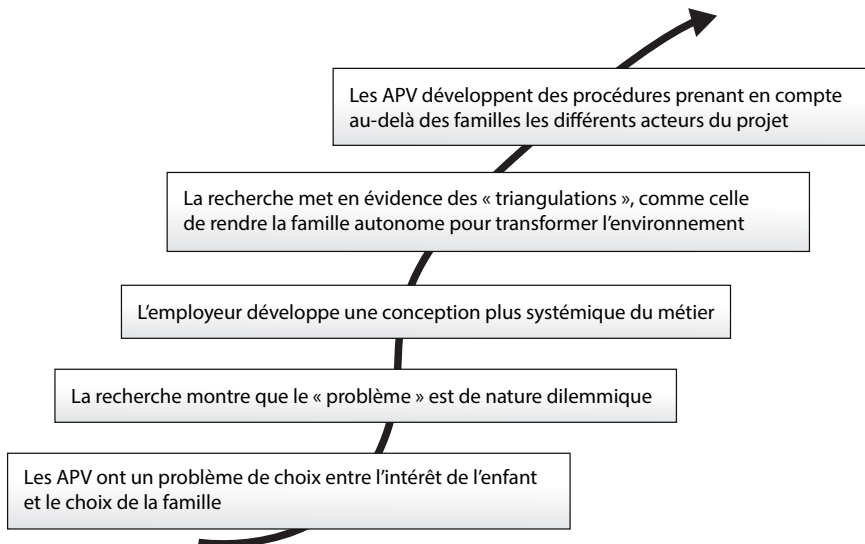 Les APV développent des procédures prenant en compte
au-delà des familles les différents acteurs du projet
La recherche met en évidence des « triangulations », comme celle
de rendre la famille autonome pour transformer l’environnement
L’employeur développe une conception plus systémique du métier
La recherche montre que le « problème » est de nature dilemmique
Les APV ont un problème de choix entre l’intérêt de l’enfant
et le choix de la famille